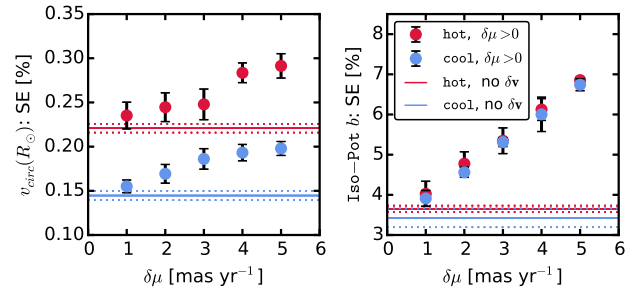 0.35
0.30
0.25
0.20
0.15
0.10
v_circ(R_⊙): SE [%]
0 1 2 3 4 5 6
δμ [mas yr⁻¹]
8
7
6
5
4
3
Iso−Pot b: SE [%]
hot, δμ>0
cool, δμ>0
hot, no δv
cool, no δv
0 1 2 3 4 5 6
δμ [mas yr⁻¹]